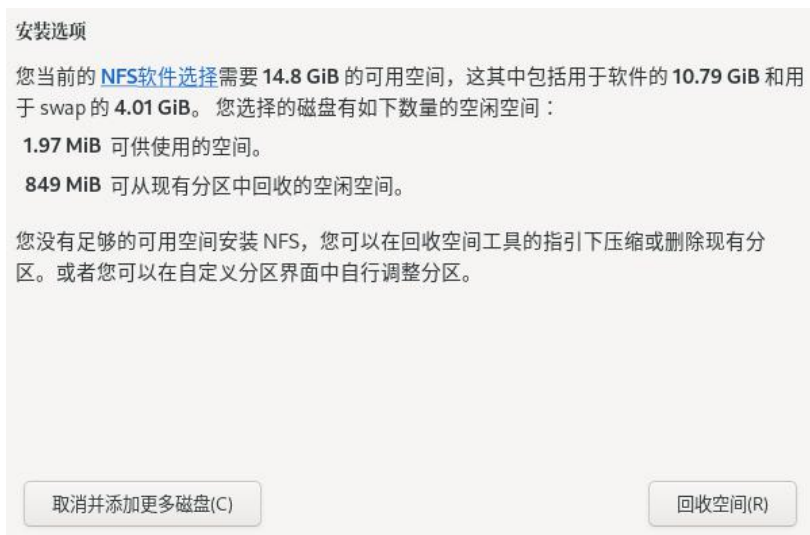 安装选项
您当前的 NFS软件选择需要 14.8 GiB 的可用空间，这其中包括用于软件的 10.79 GiB 和用
于 swap 的 4.01 GiB。 您选择的磁盘有如下数量的空闲空间：
1.97 MiB 可供使用的空间。
849 MiB 可从现有分区中回收的空闲空间。
您没有足够的可用空间安装 NFS，您可以在回收空间工具的指引下压缩或删除现有分
区。或者您可以在自定义分区界面中自行调整分区。
取消并添加更多磁盘(C)
回收空间(R)